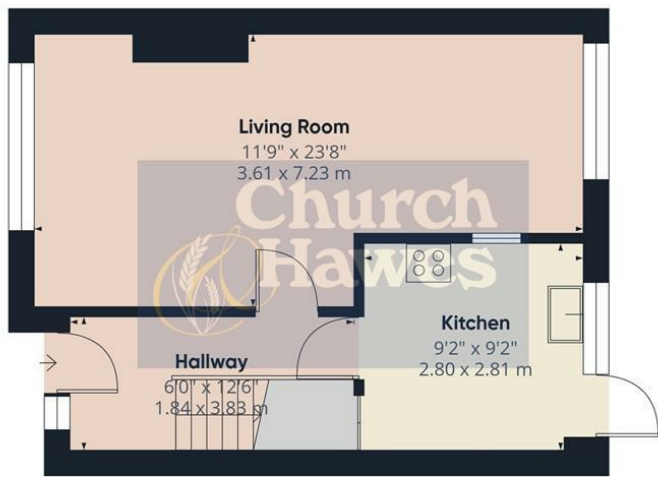 Living Room
11'9" x 23'8"
3.61 x 7.23 m
Church
& Hawes
Kitchen
9'2" x 9'2"
2.80 x 2.81 m
Hallway
6'0" x 12'6"
1.84 x 3.83 m